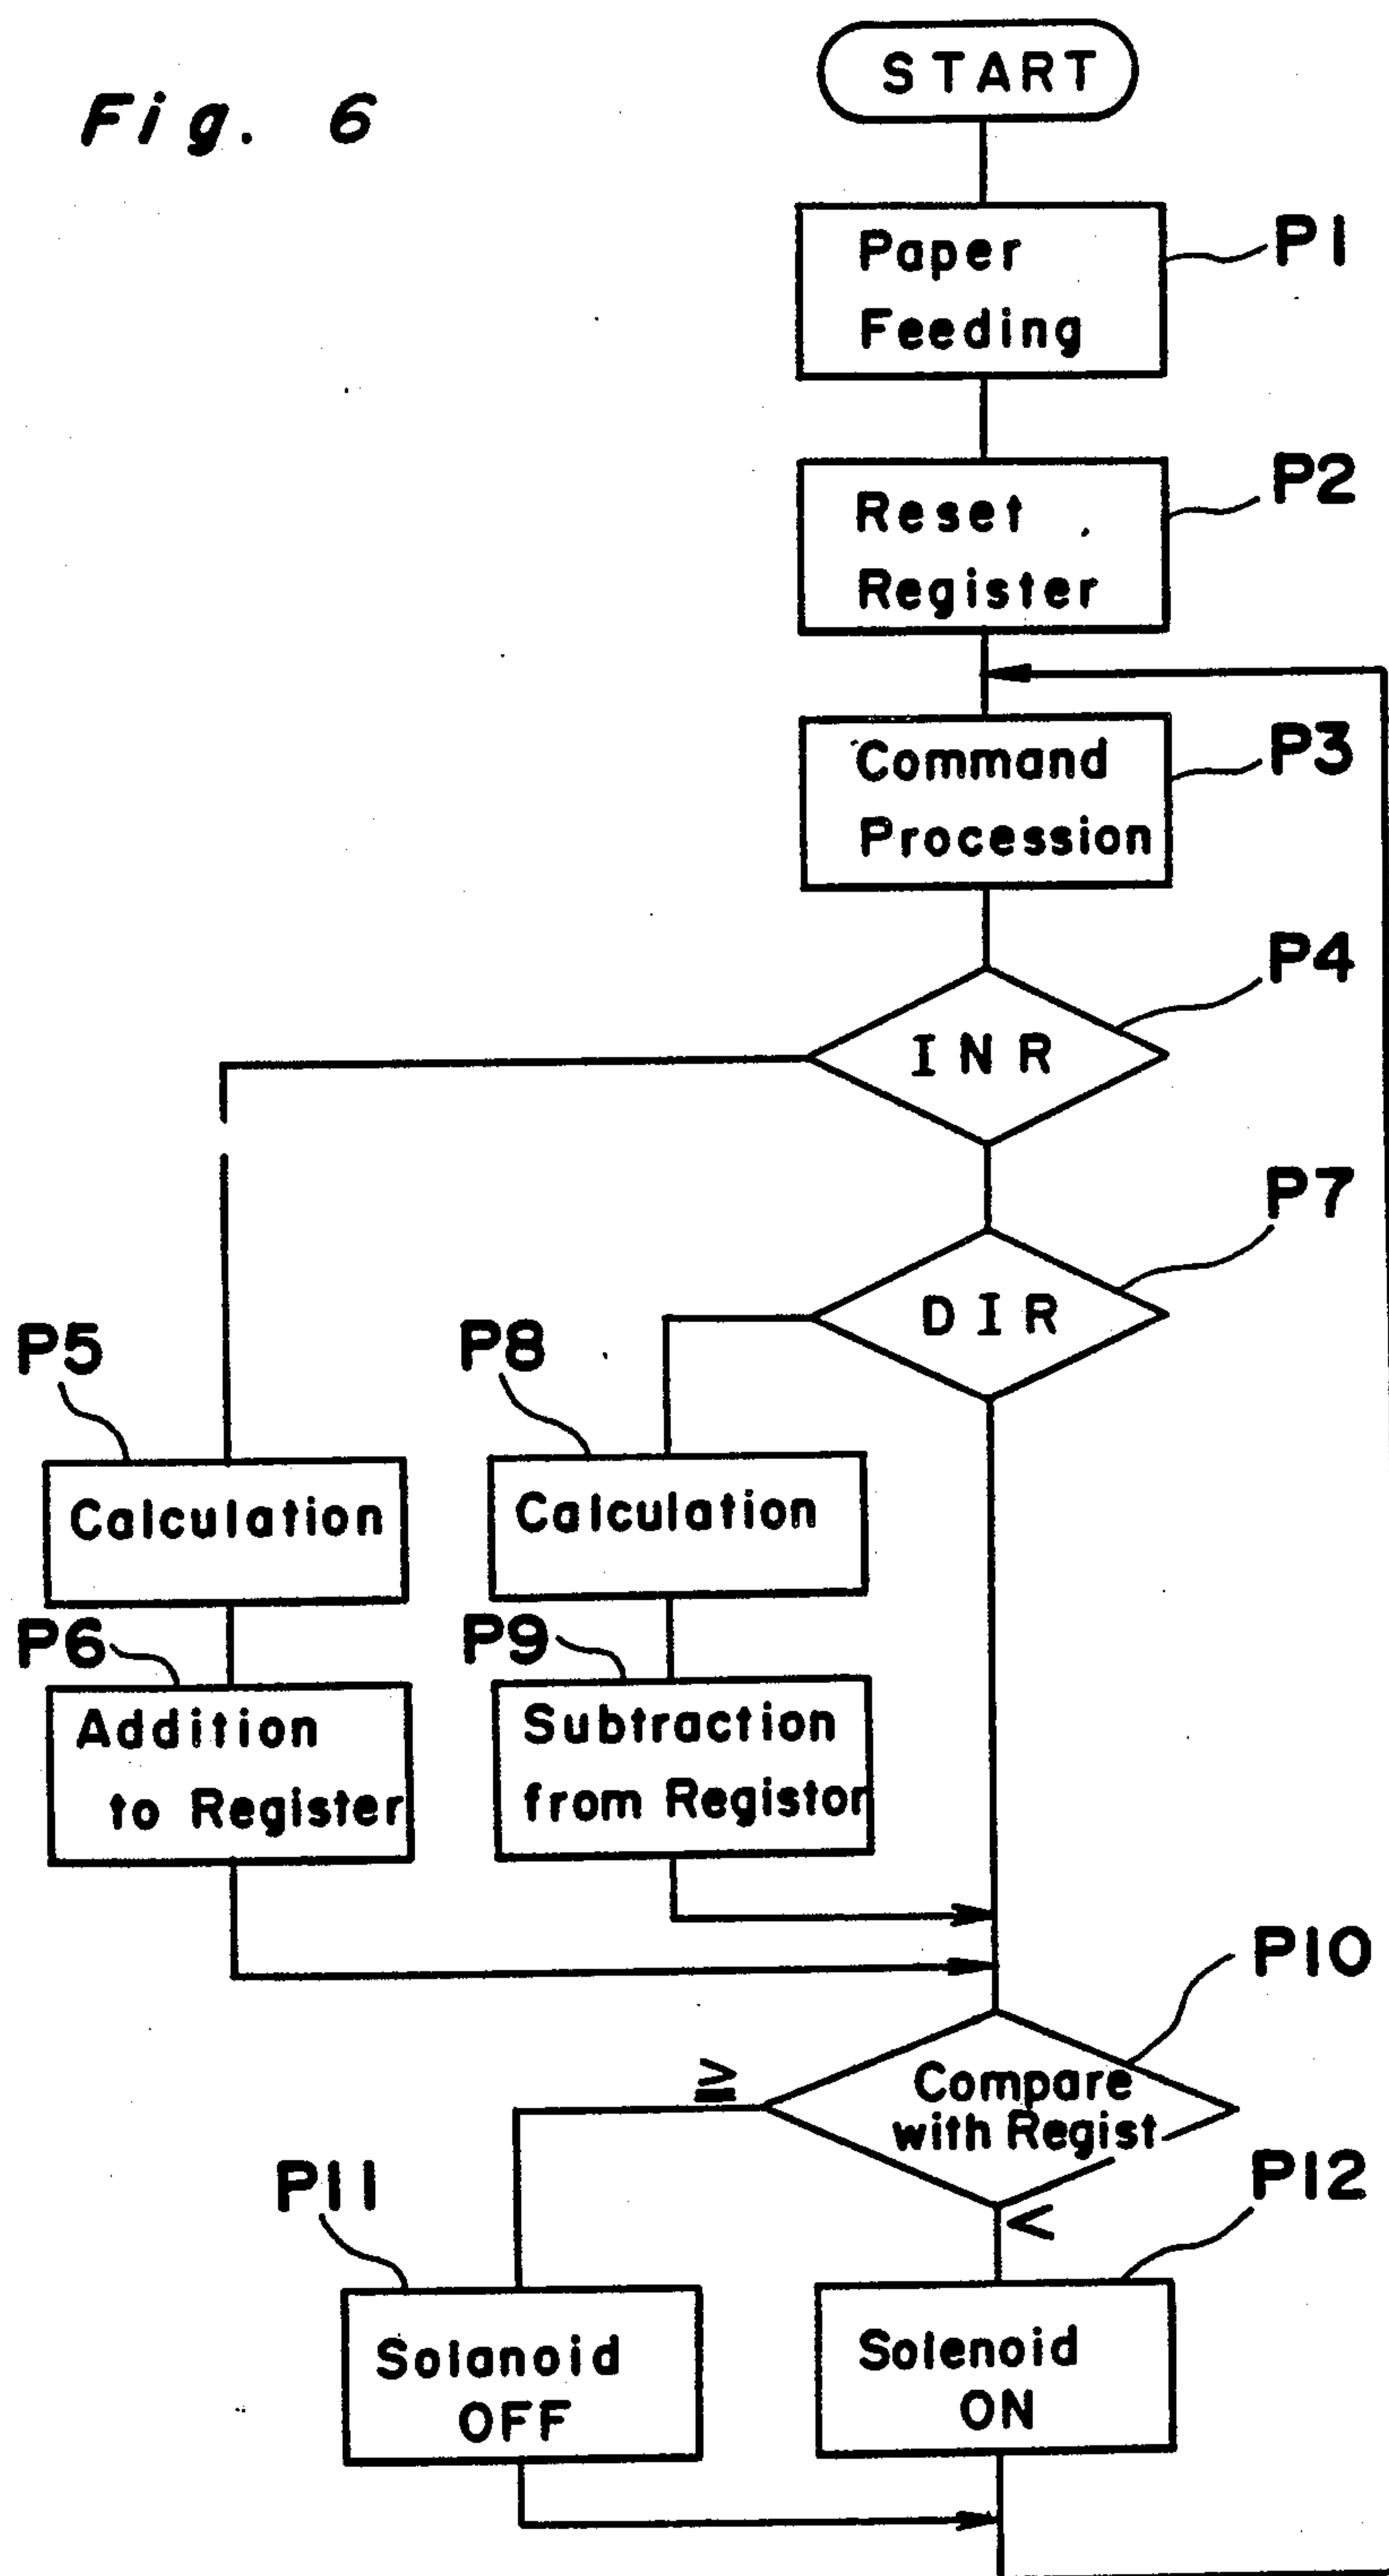 Fig. 6
START
Paper
Feeding
P1
Reset
Register
P2
Command
Procession
P3
INR
P4
DIR
P7
P5
Calculation
P8
Calculation
P6
Addition
to Register
P9
Subtraction
from Registor
P10
Compare
with Regist
≧
<
P11
Solanoid
OFF
P12
Solenoid
ON